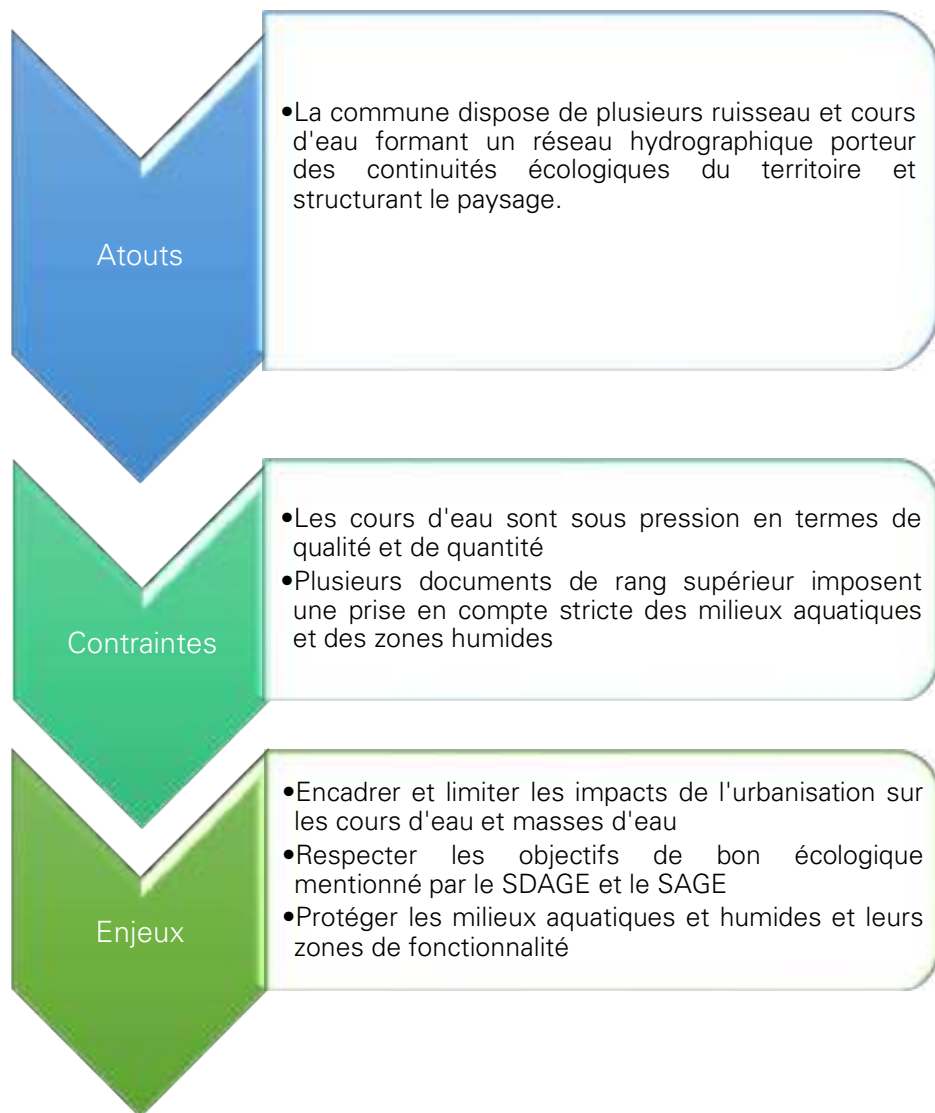 Atouts
•La commune dispose de plusieurs ruisseau et cours
d'eau formant un réseau hydrographique porteur
des continuités écologiques du territoire et
structurant le paysage.
Contraintes
•Les cours d'eau sont sous pression en termes de
qualité et de quantité
•Plusieurs documents de rang supérieur imposent
une prise en compte stricte des milieux aquatiques
et des zones humides
Enjeux
•Encadrer et limiter les impacts de l'urbanisation sur
les cours d'eau et masses d'eau
•Respecter les objectifs de bon écologique
mentionné par le SDAGE et le SAGE
•Protéger les milieux aquatiques et humides et leurs
zones de fonctionnalité